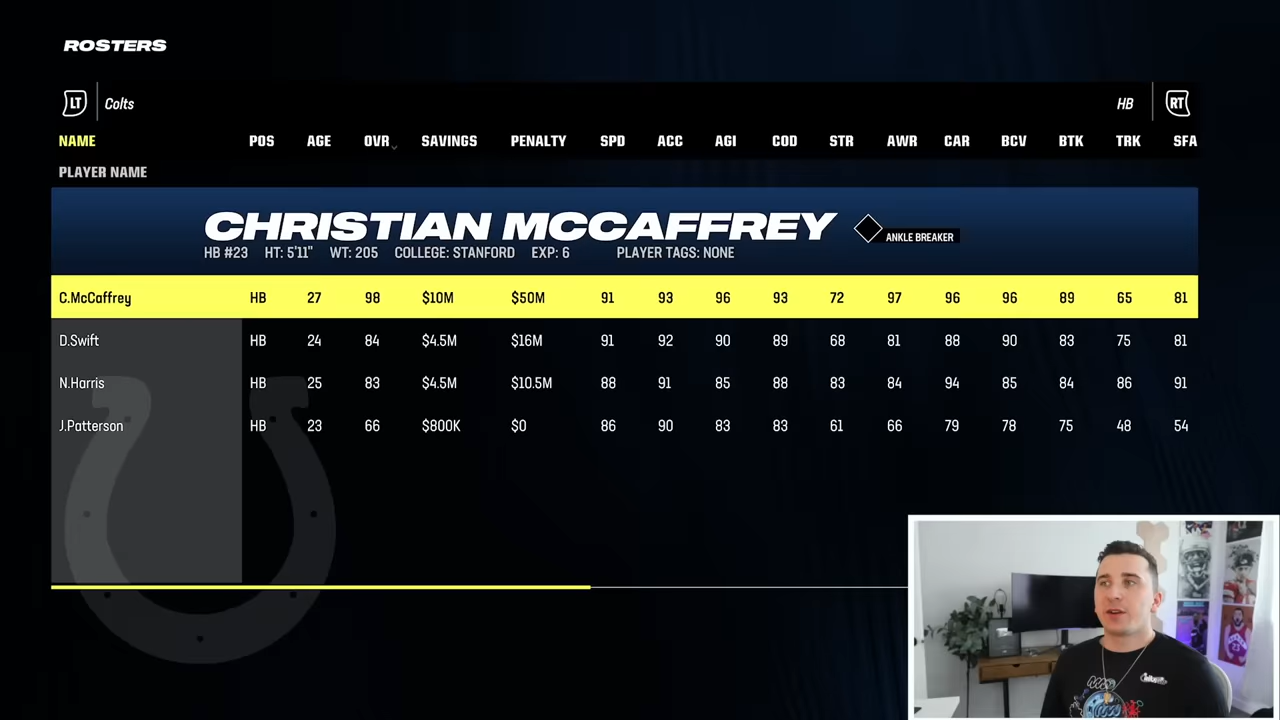 ROSTERS
LT Colts HB RT
NAME POS AGE OVR SAVINGS PENALTY SPD ACC AGI COD STR AWR CAR BCV BTK TRK SFA
PLAYER NAME
CHRISTIAN MCCAFFREY
ANKLE BREAKER
HB #23 HT: 5'11" WT: 205 COLLEGE: STANFORD EXP: 6 PLAYER TAGS: NONE
C.McCaffrey HB 27 98 $10M $50M 91 93 96 93 72 97 96 96 89 65 81
D.Swift HB 24 84 $4.5M $16M 91 92 90 89 68 81 88 90 83 75 81
N.Harris HB 25 83 $4.5M $10.5M 88 91 85 88 83 84 94 85 84 86 91
J.Patterson HB 23 66 $800K $0 86 90 83 83 61 66 79 78 75 48 54